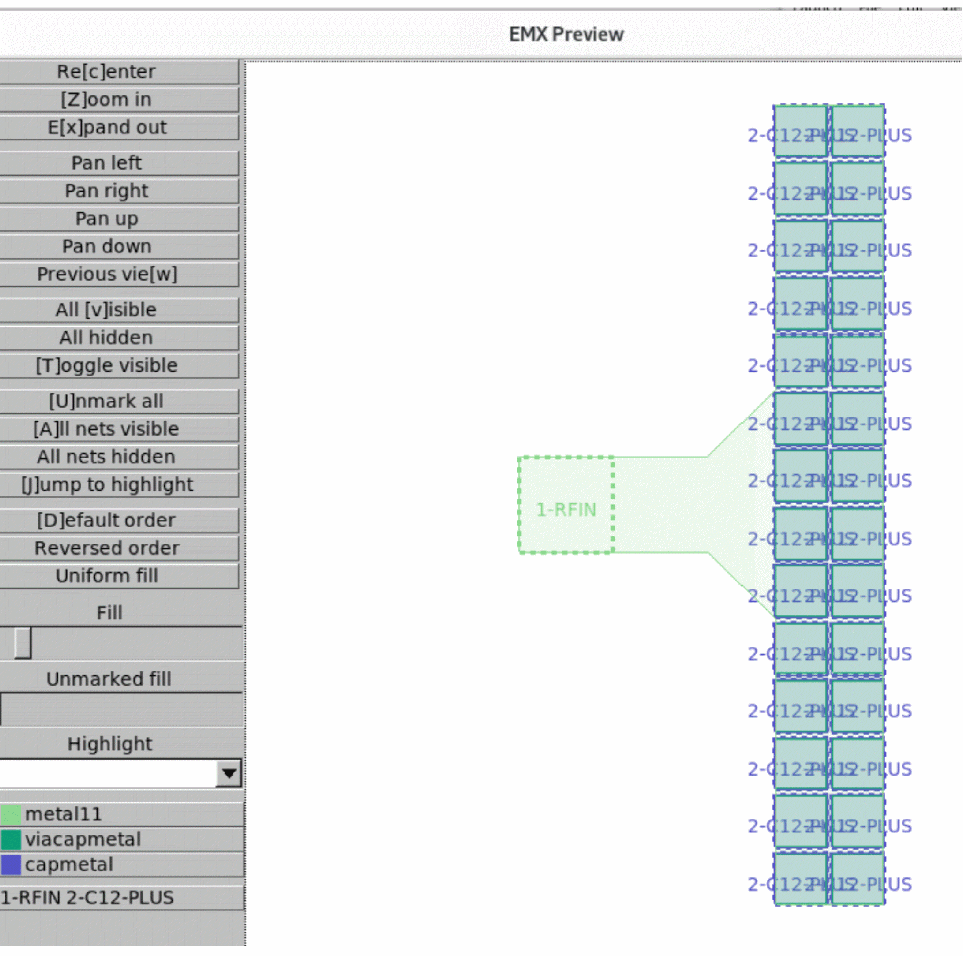 EMX Preview
Re[c]enter
[Z]oom in
E[x]pand out
Pan left
Pan right
Pan up
Pan down
Previous vie[w]
All [v]isible
All hidden
[T]oggle visible
[U]nmark all
[A]ll nets visible
All nets hidden
[J]ump to highlight
[D]efault order
Reversed order
Uniform fill
Fill
Unmarked fill
Highlight
metal11
viacapmetal
capmetal
1-RFIN 2-C12-PLUS
1-RFIN
2-C12-PLUS 2-C12-PLUS
2-C12-PLUS 2-C12-PLUS
2-C12-PLUS 2-C12-PLUS
2-C12-PLUS 2-C12-PLUS
2-C12-PLUS 2-C12-PLUS
2-C12-PLUS 2-C12-PLUS
2-C12-PLUS 2-C12-PLUS
2-C12-PLUS 2-C12-PLUS
2-C12-PLUS 2-C12-PLUS
2-C12-PLUS 2-C12-PLUS
2-C12-PLUS 2-C12-PLUS
2-C12-PLUS 2-C12-PLUS
2-C12-PLUS 2-C12-PLUS
2-C12-PLUS 2-C12-PLUS